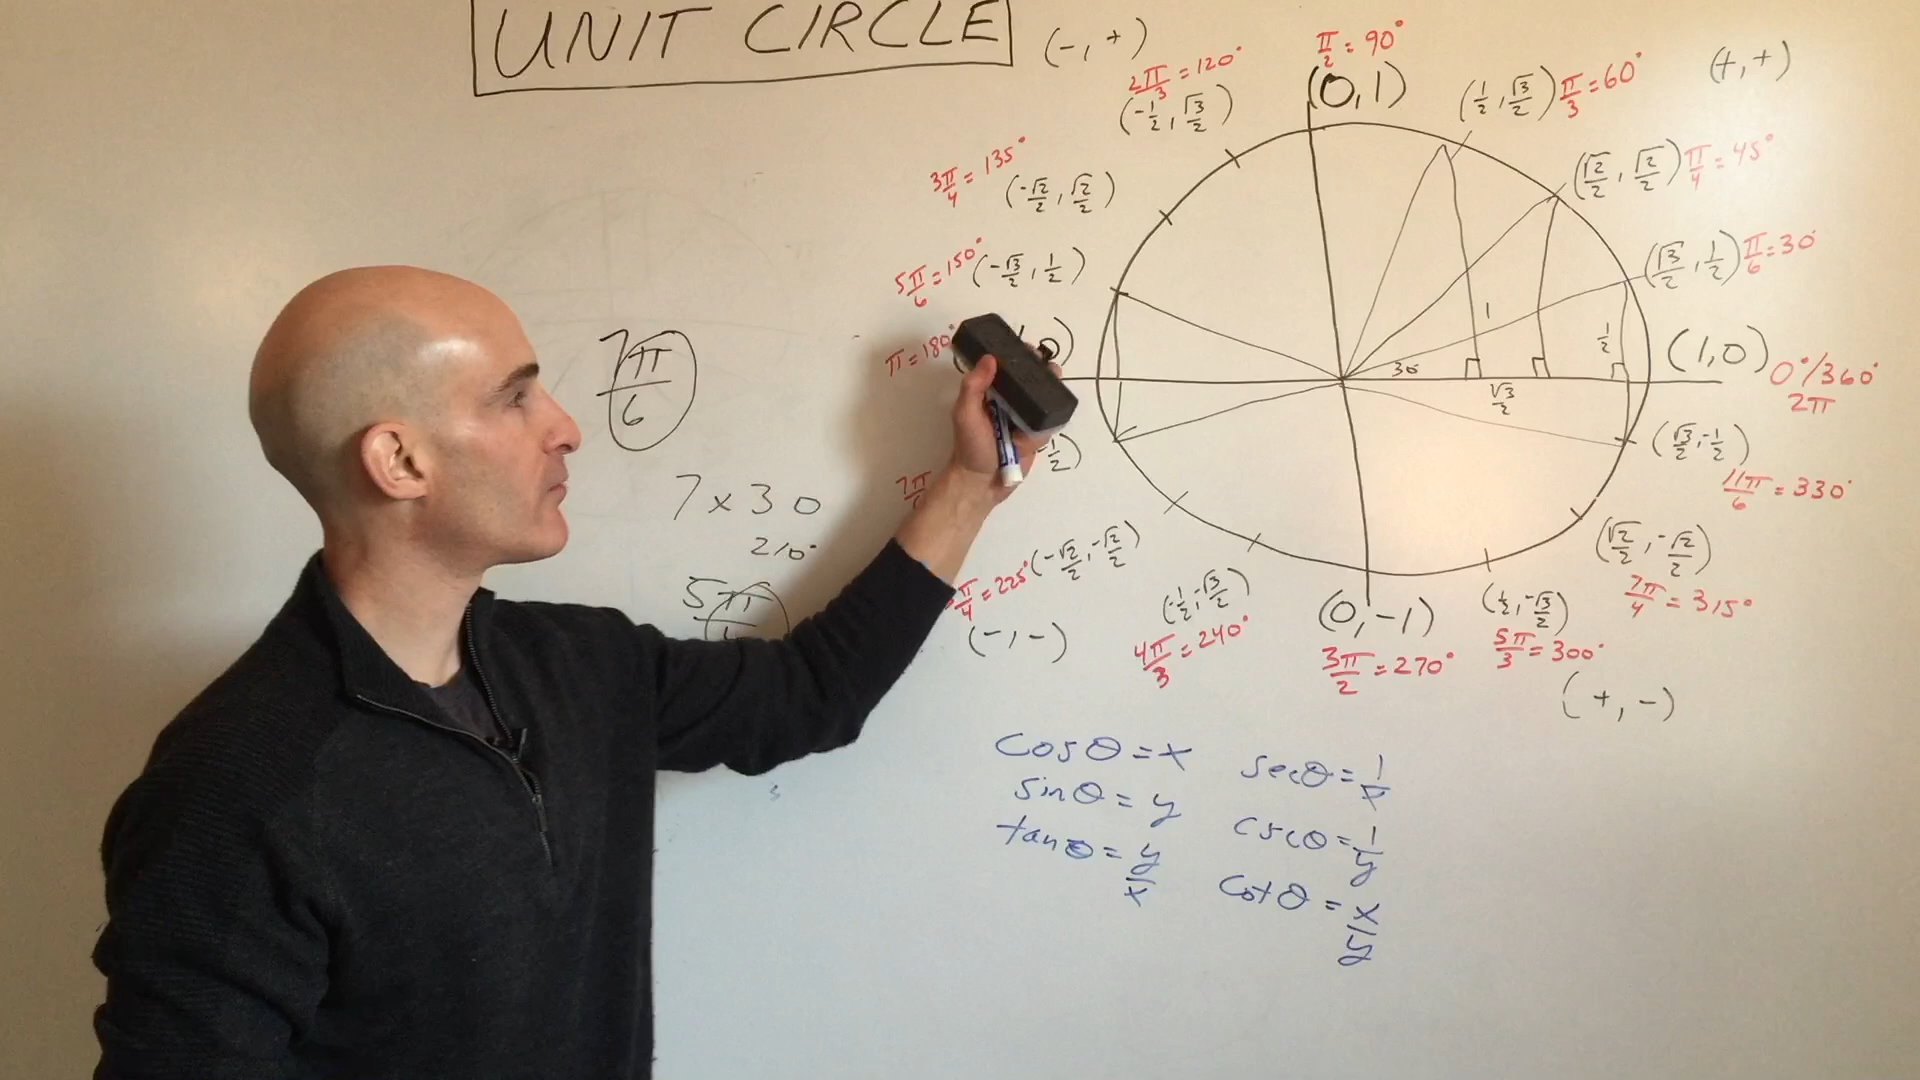 UNIT CIRCLE
(-,+)
π/2 = 90°
(0,1)
2π/3 = 120°
(-1/2, √3/2)
(1/2, √3/2) π/3 = 60°
(+,+)
3π/4 = 135°
(-√2/2, √2/2)
(√2/2, √2/2) π/4 = 45°
5π/6 = 150° (-√3/2, 1/2)
(√3/2, 1/2) π/6 = 30°
π = 180°
1
1/2
30
√3/2
(1,0) 0°/360°
2π
7π/6
7 x 30
210°
5π
(√3/2, -1/2)
11π/6 = 330°
(-√2/2, -√2/2)
π/4 = 225°
(-,-)
(-1/2, -√3/2)
4π/3 = 240°
(0,-1)
3π/2 = 270°
(1/2, -√3/2)
5π/3 = 300°
(√2/2, -√2/2)
7π/4 = 315°
(+,-)
cosθ = x
sinθ = y
tanθ = y/x
secθ = 1/x
cscθ = 1/y
cotθ = x/y